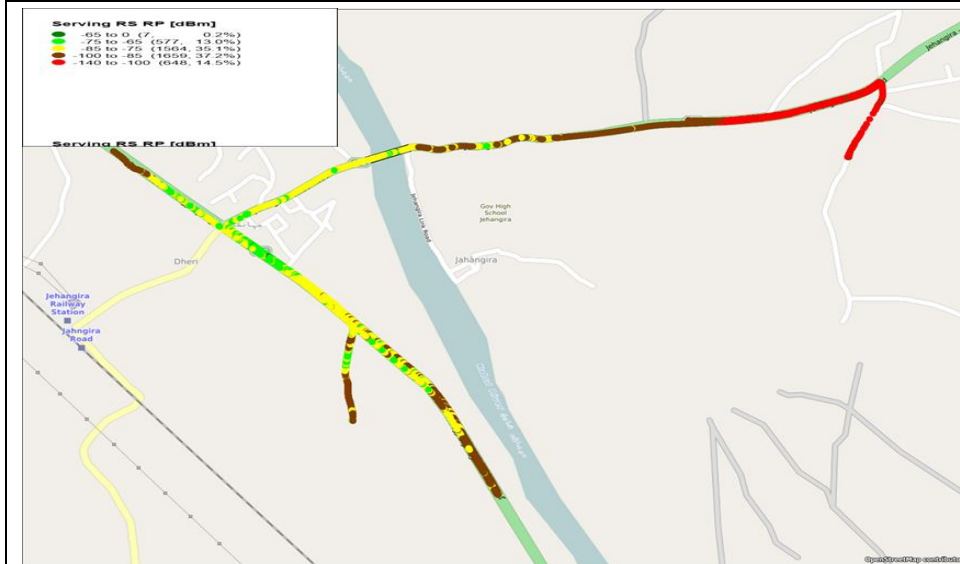 Serving RS RP [dBm]
-65 to 0 (7, 0.2%)
-75 to -65 (577, 13.0%)
-85 to -75 (1564, 35.1%)
-100 to -85 (1659, 37.2%)
-140 to -100 (648, 14.5%)
Serving RS RP [dBm]
Jehangira
Jehangira Link Road
Gov High
School
Jehangira
Dheri
Jahangira
Jehangira
Railway
Station
Jahngira
Road
OpenStreetMap contributo